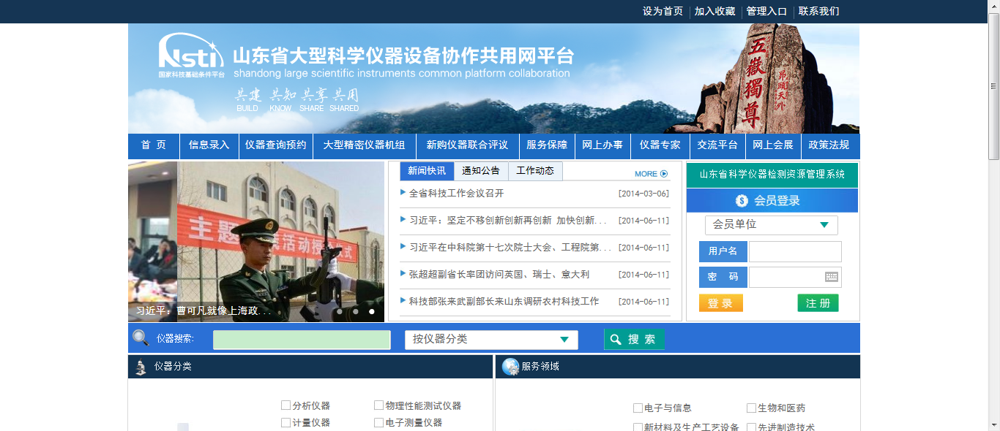 设为首页 加入收藏 管理入口 联系我们
Nsti
国家科技基础条件平台
山东省大型科学仪器设备协作共用网平台
shandong large scientific instruments common platform collaboration
共建 共知 共享 共用
BUILD KNOW SHARE SHARED
五嶽獨尊
昂頭天外
首 页 信息录入 仪器查询预约 大型精密仪器机组 新购仪器联合评议 服务保障 网上办事 仪器专家 交流平台 网上会展 政策法规
主题
活动授
仪式
习近平：曹可凡就像上海政...
新闻快讯 通知公告 工作动态 MORE
全省科技工作会议召开 [2014-03-06]
习近平：坚定不移创新创新再创新 加快创新... [2014-06-11]
习近平在中科院第十七次院士大会、工程院第... [2014-06-11]
张超超副省长率团访问英国、瑞士、意大利 [2014-06-11]
科技部张来武副部长来山东调研农村科技工作 [2014-06-11]
山东省科学仪器检测资源管理系统
会员登录
会员单位
用户名
密 码
登 录 注 册
仪器搜索: 按仪器分类 搜 索
仪器分类
分析仪器 物理性能测试仪器
计量仪器 电子测量仪器
服务领域
电子与信息 生物和医药
新材料及生产工艺设备 先进制造技术